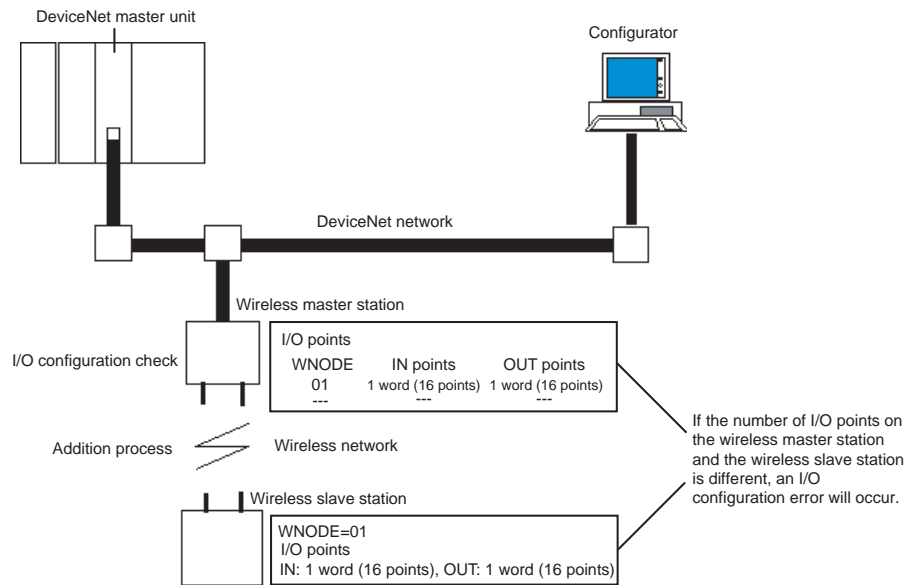 DeviceNet master unit
Configurator
DeviceNet network
Wireless master station
I/O configuration check
I/O points
WNODE IN points OUT points
01 1 word (16 points) 1 word (16 points)
--- --- ---
Addition process
Wireless network
If the number of I/O points on
the wireless master station
and the wireless slave station
is different, an I/O
configuration error will occur.
Wireless slave station
WNODE=01
I/O points
IN: 1 word (16 points), OUT: 1 word (16 points)